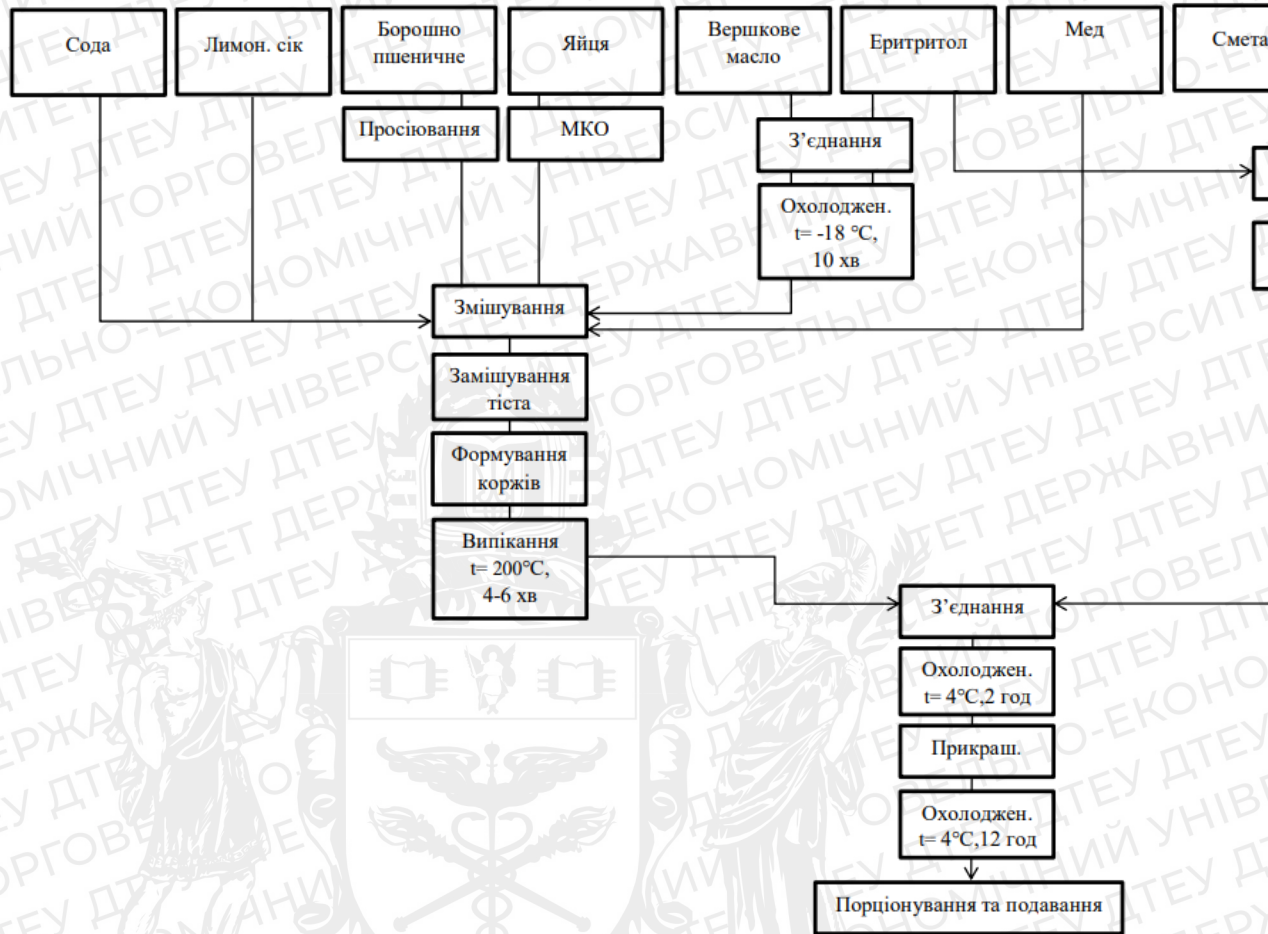 Сода
Лимон. сік
Борошно
пшеничне
Яйця
Вершкове
масло
Еритритол
Мед
Смета
Просіювання
МКО
З’єднання
Охолоджен.
t= -18 °С,
10 хв
Змішування
Замішування
тіста
Формування
коржів
Випікання
t= 200°С,
4-6 хв
З’єднання
Охолоджен.
t= 4°С,2 год
Прикраш.
Охолоджен.
t= 4°С,12 год
Порціонування та подавання